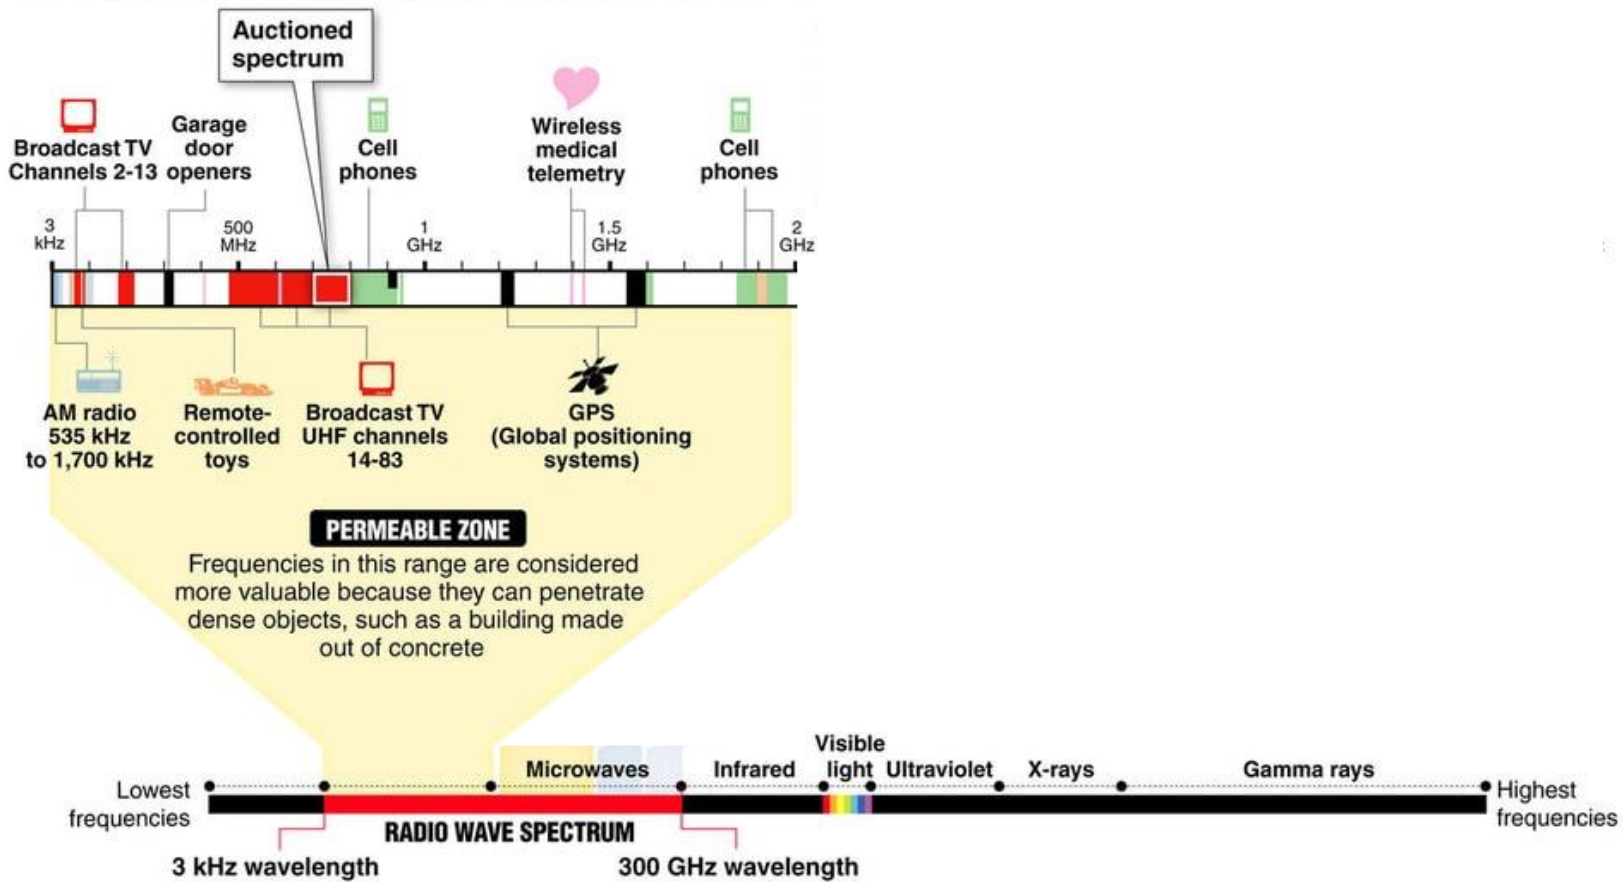 Auctioned
spectrum
Broadcast TV
Channels 2-13
Garage
door
openers
Cell
phones
Wireless
medical
telemetry
Cell
phones
3
kHz
500
MHz
1
GHz
1.5
GHz
2
GHz
AM radio
535 kHz
to 1,700 kHz
Remote-
controlled
toys
Broadcast TV
UHF channels
14-83
GPS
(Global positioning
systems)
PERMEABLE ZONE
Frequencies in this range are considered
more valuable because they can penetrate
dense objects, such as a building made
out of concrete
Lowest
frequencies
Microwaves
Infrared
Visible
light
Ultraviolet
X-rays
Gamma rays
Highest
frequencies
RADIO WAVE SPECTRUM
3 kHz wavelength
300 GHz wavelength